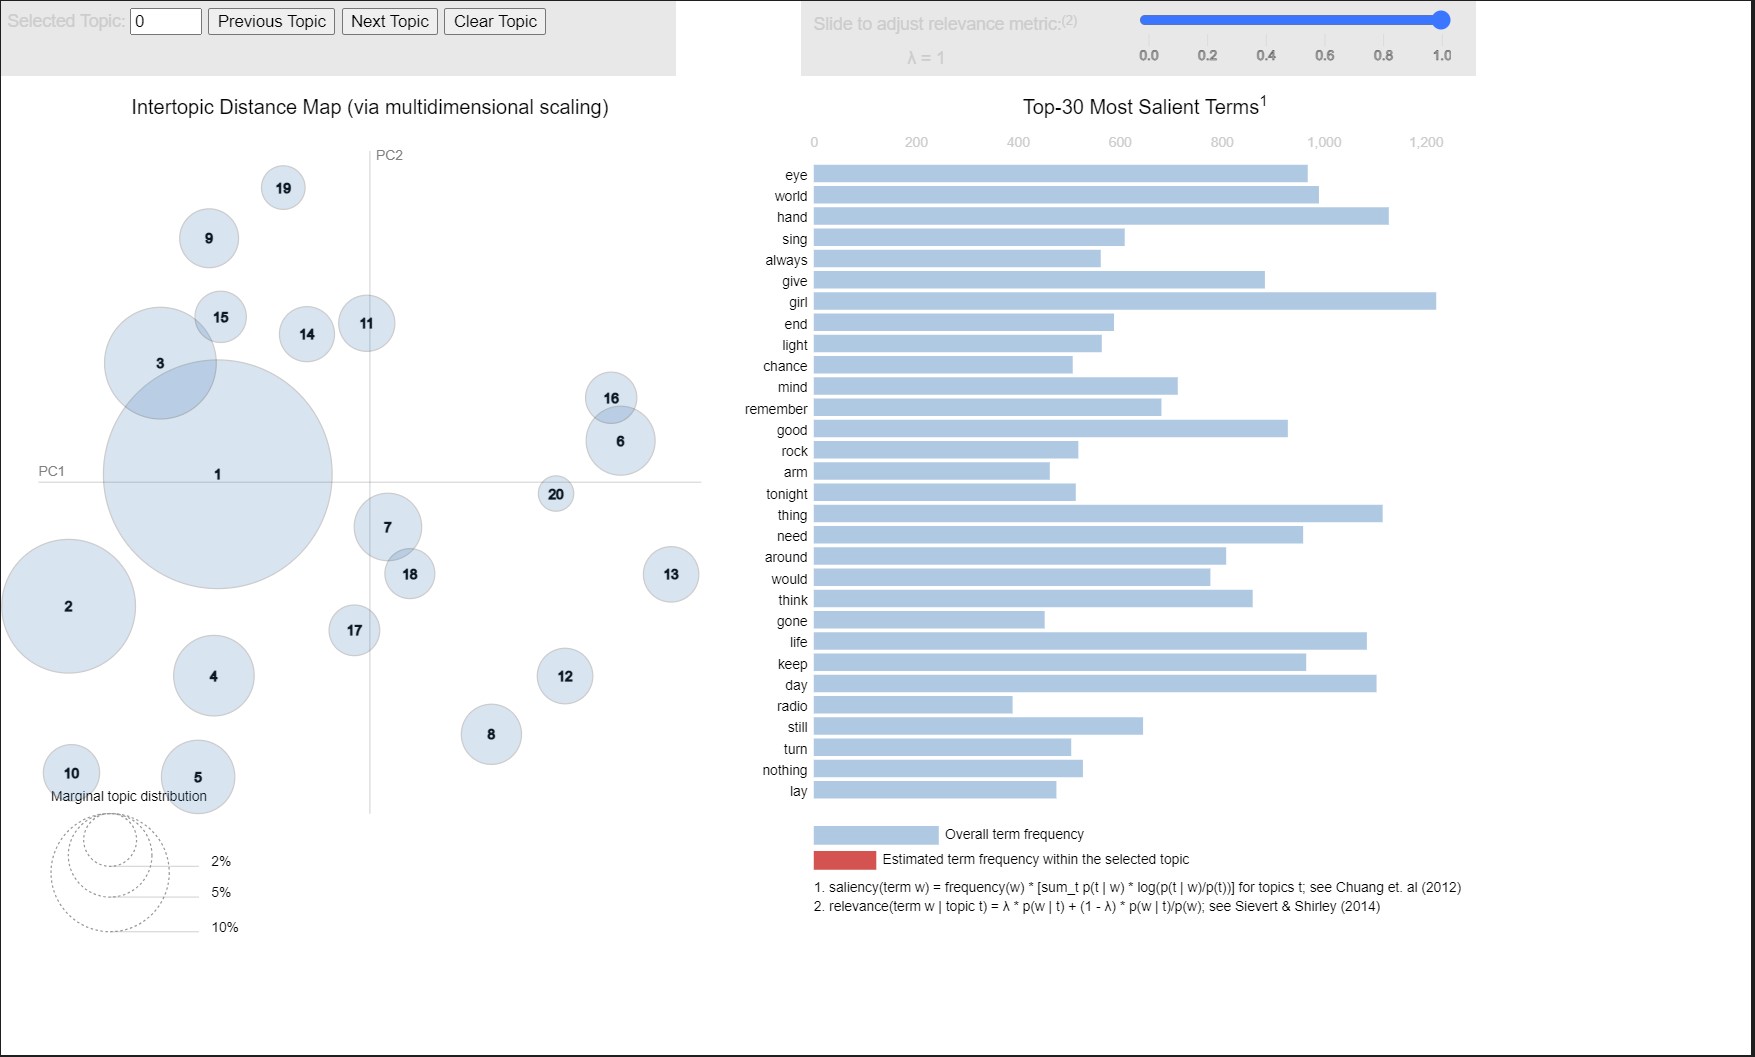 Selected Topic: 0 Previous Topic Next Topic Clear Topic
Slide to adjust relevance metric:(2)
λ = 1
0.0 0.2 0.4 0.6 0.8 1.0
Intertopic Distance Map (via multidimensional scaling)
PC2
PC1
19
9
15
14
11
3
16
6
1
20
7
18
13
2
17
4
12
8
10
5
Marginal topic distribution
2%
5%
10%
Top-30 Most Salient Terms1
0 200 400 600 800 1,000 1,200
eye
world
hand
sing
always
give
girl
end
light
chance
mind
remember
good
rock
arm
tonight
thing
need
around
would
think
gone
life
keep
day
radio
still
turn
nothing
lay
Overall term frequency
Estimated term frequency within the selected topic
1. saliency(term w) = frequency(w) * [sum_t p(t | w) * log(p(t | w)/p(t))] for topics t; see Chuang et. al (2012)
2. relevance(term w | topic t) = λ * p(w | t) + (1 - λ) * p(w | t)/p(w); see Sievert & Shirley (2014)